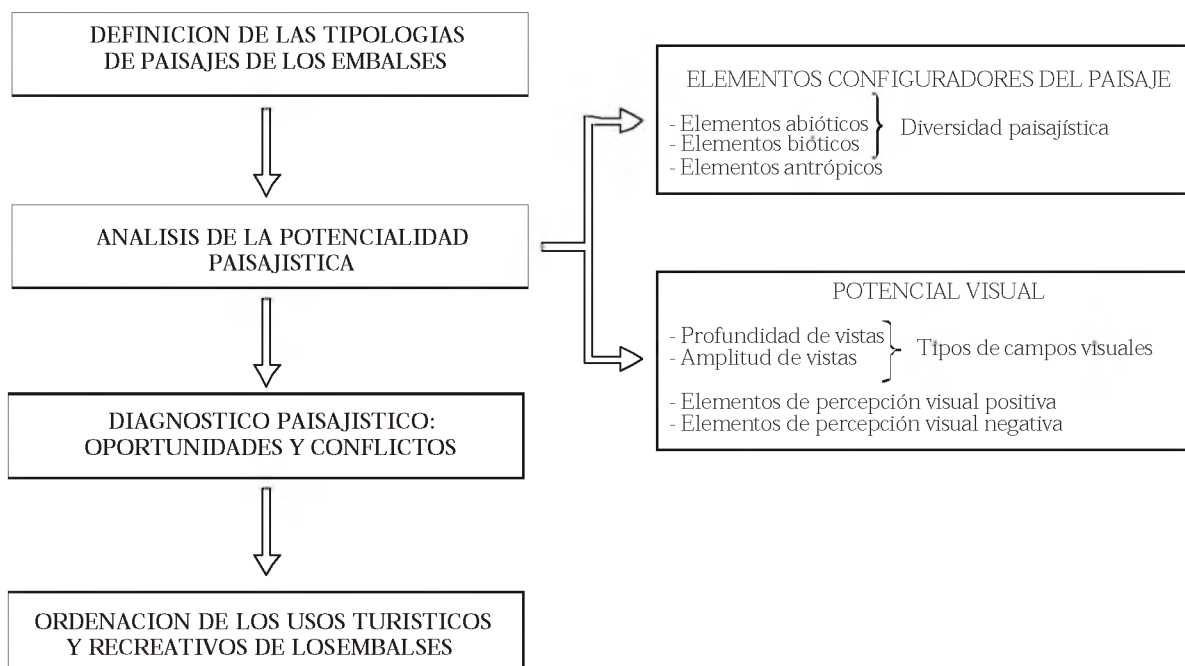 DEFINICION DE LAS TIPOLOGIAS
DE PAISAJES DE LOS EMBALSES
ANALISIS DE LA POTENCIALIDAD
PAISAJISTICA
DIAGNOSTICO PAISAJISTICO:
OPORTUNIDADES Y CONFLICTOS
ORDENACION DE LOS USOS TURISTICOS
Y RECREATIVOS DE LOSEMBALSES
ELEMENTOS CONFIGURADORES DEL PAISAJE
- Elementos abióticos
- Elementos bióticos
- Elementos antrópicos
Diversidad paisajística
POTENCIAL VISUAL
- Profundidad de vistas
- Amplitud de vistas
Tipos de campos visuales
- Elementos de percepción visual positiva
- Elementos de percepción visual negativa